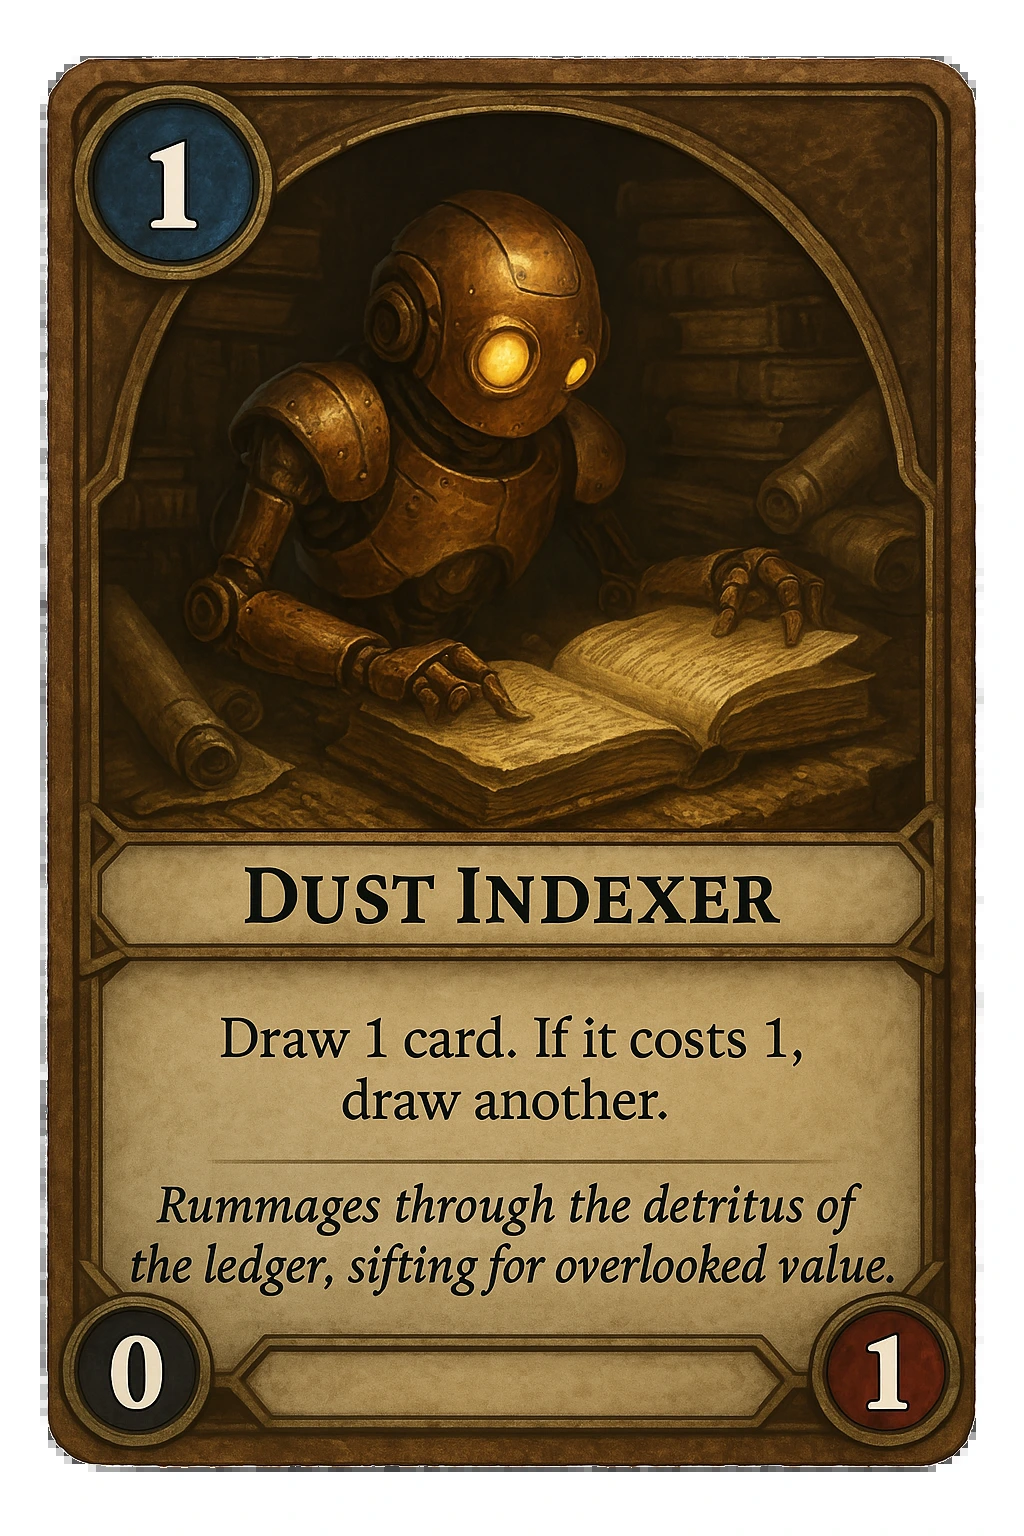 1
DUST INDEXER
Draw 1 card. If it costs 1,
draw another.
Rummages through the detritus of
the ledger, sifting for overlooked value.
0
1